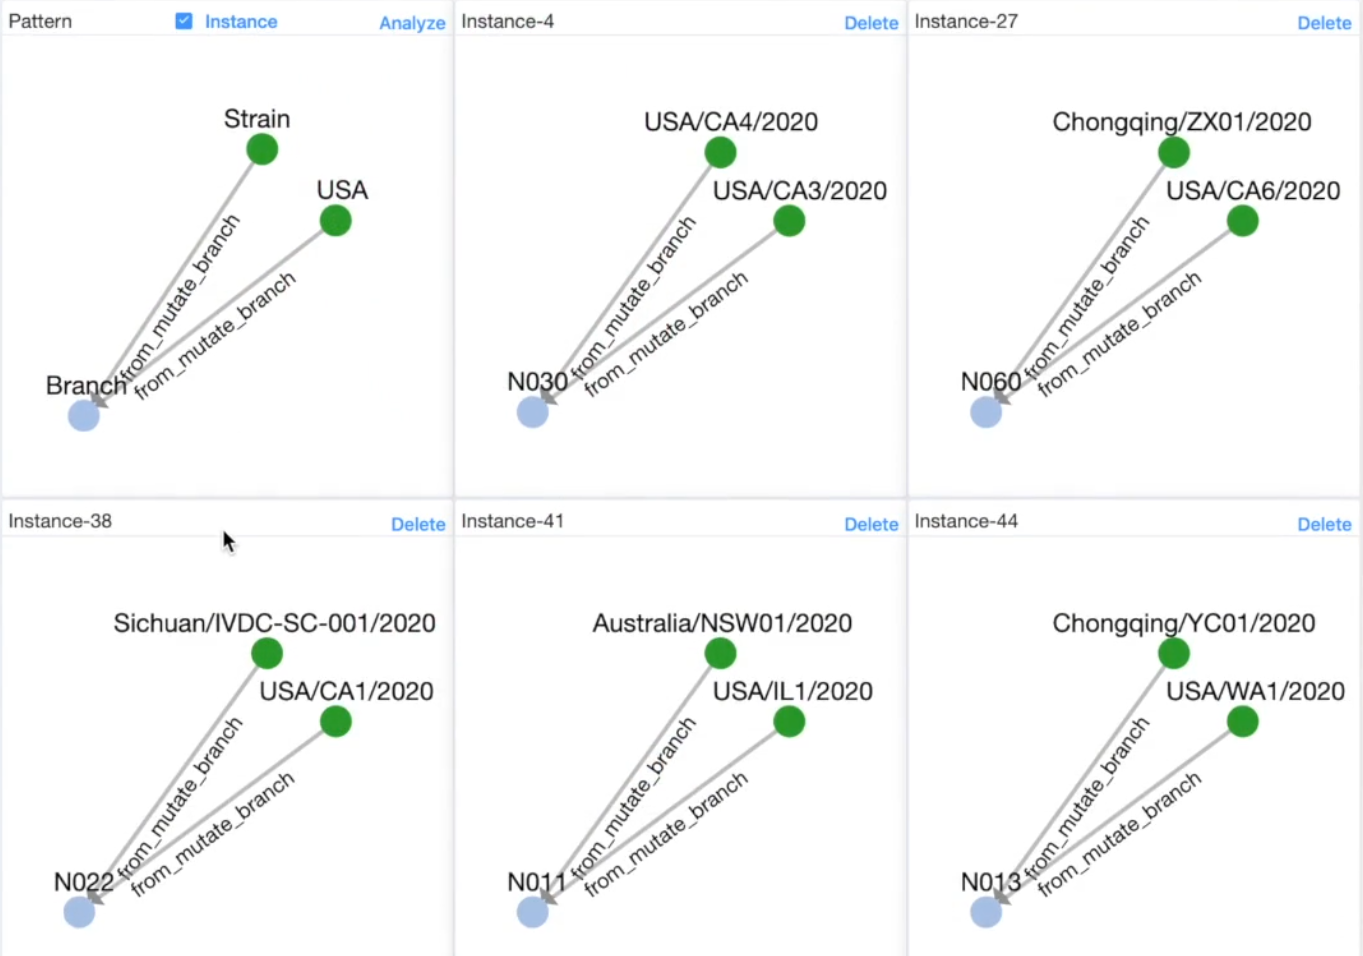 Pattern
Instance
Analyze
Strain
USA
from_mutate_branch
from_mutate_branch
Branch
Instance-4
Delete
USA/CA4/2020
USA/CA3/2020
from_mutate_branch
from_mutate_branch
N030
Instance-27
Delete
Chongqing/ZX01/2020
USA/CA6/2020
from_mutate_branch
from_mutate_branch
N060
Instance-38
Delete
Sichuan/IVDC-SC-001/2020
USA/CA1/2020
from_mutate_branch
from_mutate_branch
N022
Instance-41
Delete
Australia/NSW01/2020
USA/IL1/2020
from_mutate_branch
from_mutate_branch
N011
Instance-44
Delete
Chongqing/YC01/2020
USA/WA1/2020
from_mutate_branch
from_mutate_branch
N013